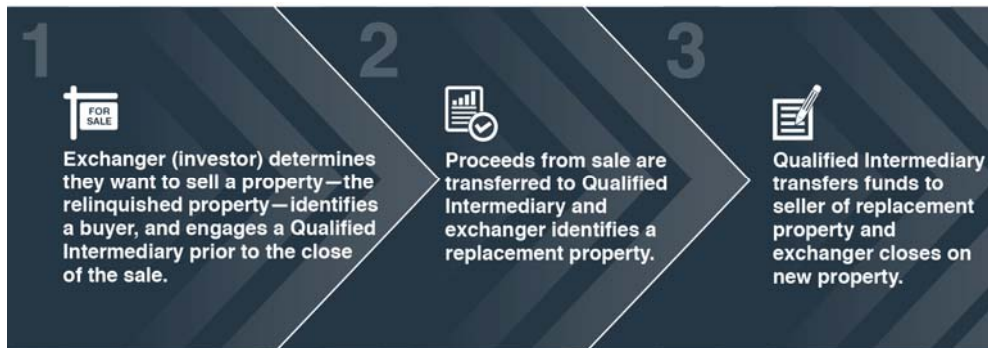 1
FOR
SALE
Exchanger (investor) determines
they want to sell a property—the
relinquished property—identifies
a buyer, and engages a Qualified
Intermediary prior to the close
of the sale.
2
Proceeds from sale are
transferred to Qualified
Intermediary and
exchanger identifies a
replacement property.
3
Qualified Intermediary
transfers funds to
seller of replacement
property and
exchanger closes on
new property.